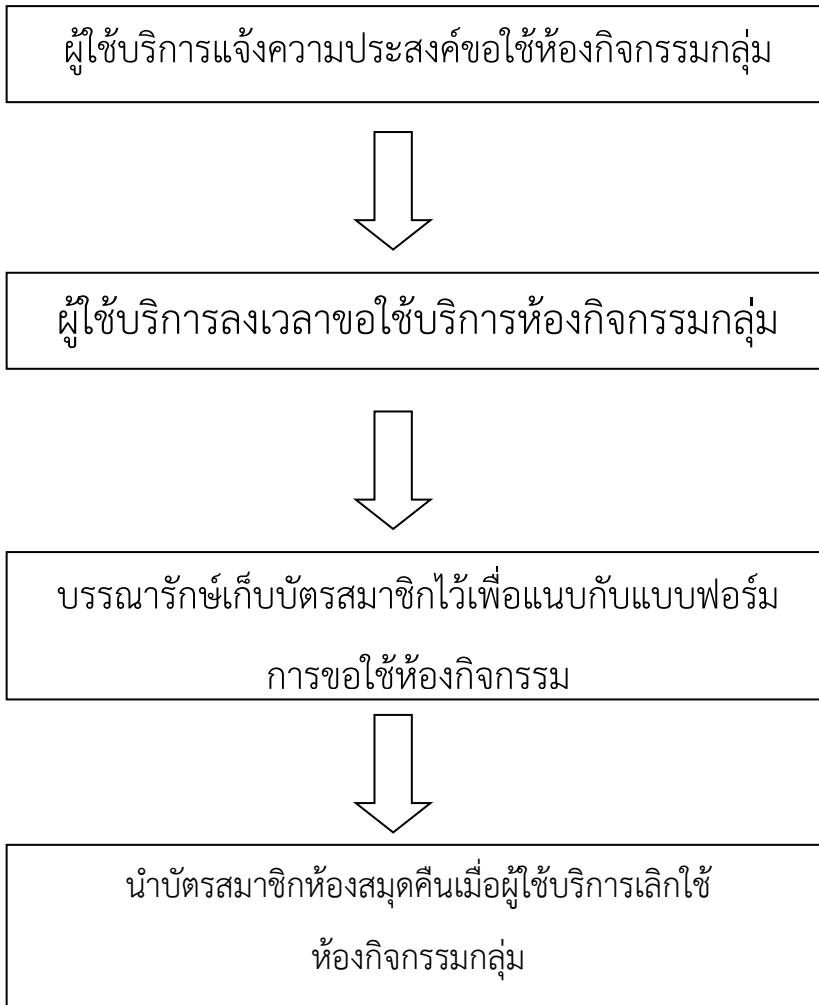 ผู้ใช้บริการแจ้งความประสงค์ขอใช้ห้องกิจกรรมกลุ่ม
ผู้ใช้บริการลงเวลาขอใช้บริการห้องกิจกรรมกลุ่ม
บรรณารักษ์เก็บบัตรสมาชิกไว้เพื่อแนบกับแบบฟอร์ม
การขอใช้ห้องกิจกรรม
นำบัตรสมาชิกห้องสมุดคืนเมื่อผู้ใช้บริการเลิกใช้
ห้องกิจกรรมกลุ่ม